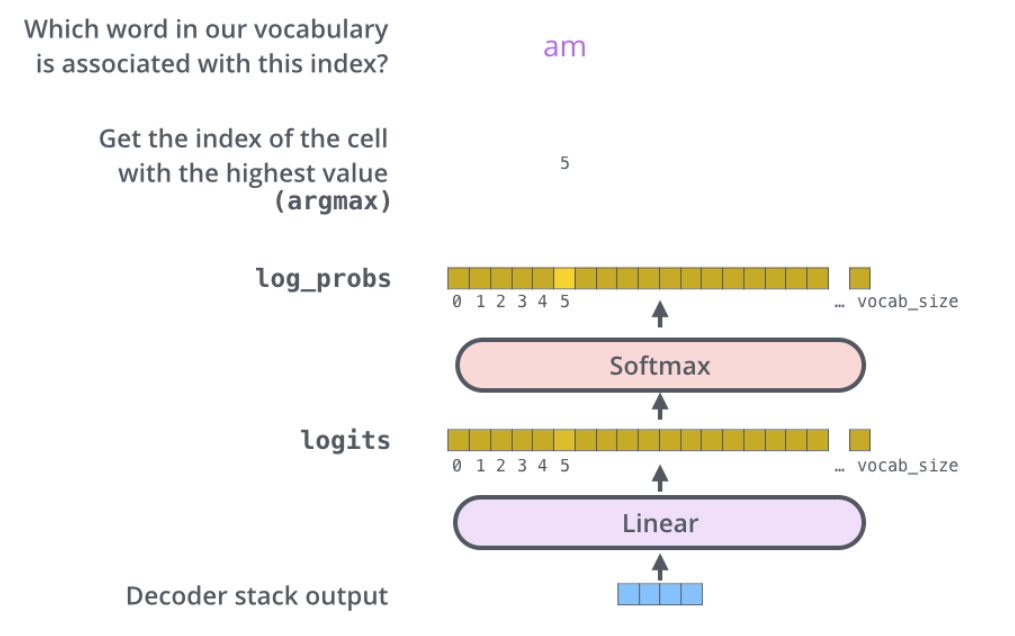 Which word in our vocabulary
is associated with this index?
am
Get the index of the cell
with the highest value
(argmax)
5
log_probs
0 1 2 3 4 5 … vocab_size
Softmax
logits
0 1 2 3 4 5 … vocab_size
Linear
Decoder stack output